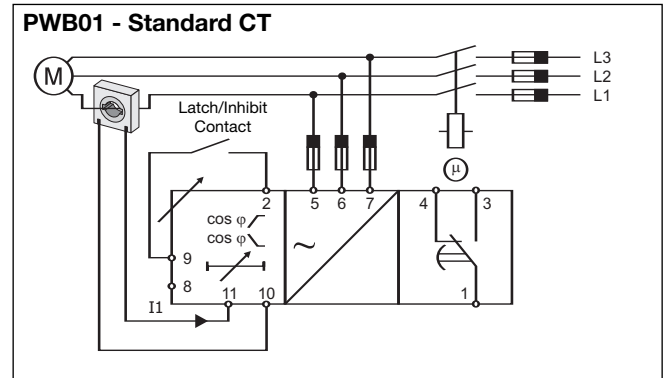 PWB01 - Standard CT
L3
L2
L1
M
Latch/Inhibit
Contact
μ
2
5
6
7
4
3
cos φ
cos φ
~
9
8
11
10
1
I1